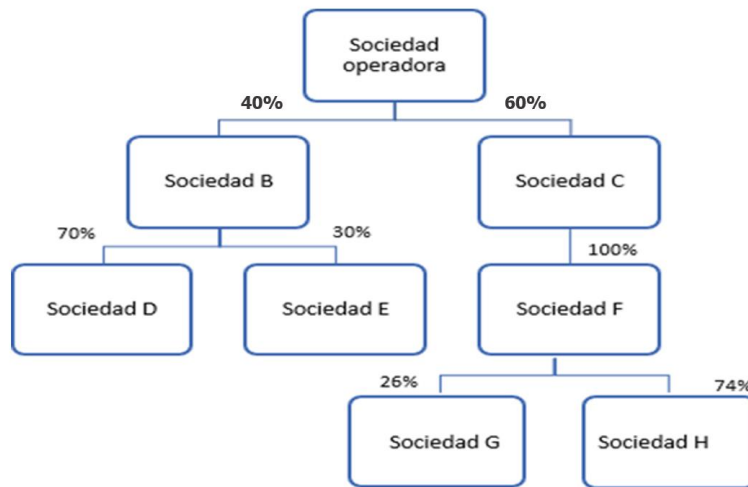 Sociedad
operadora
40%
60%
Sociedad B
Sociedad C
70%
30%
100%
Sociedad D
Sociedad E
Sociedad F
26%
74%
Sociedad G
Sociedad H